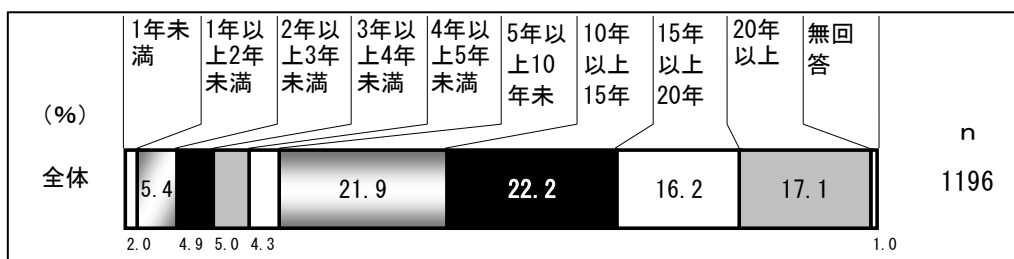 1年未
満
1年以
上2年
未満
2年以
上3年
未満
3年以
上4年
未満
4年以
上5年
未満
5年以
上10
年未
10年
以上
15年
15年
以上
20年
20年
以上
無回
答
(%)
n
全体
5.4
21.9
22.2
16.2
17.1
1196
2.0
4.9
5.0
4.3
1.0